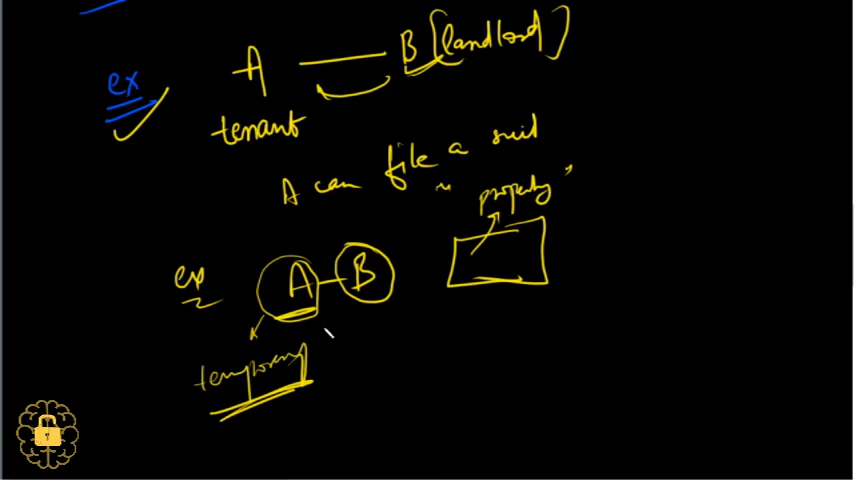 A — B (landlord)
ex
tenant
A can file a suit
" property "
ex A - B
temporary